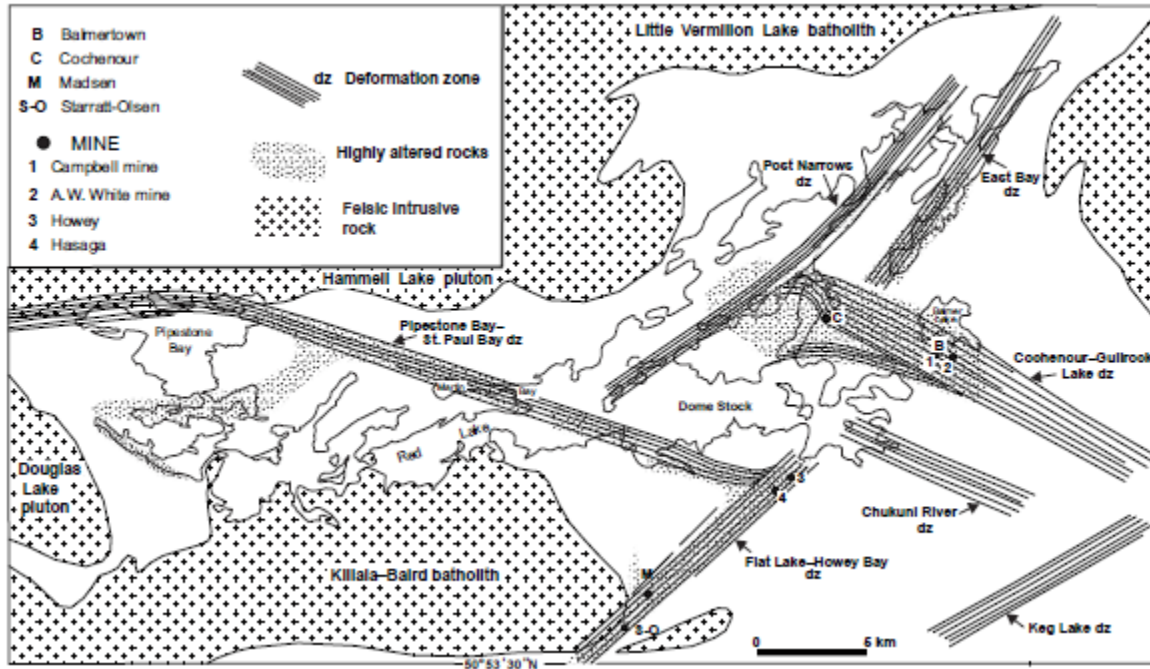 B Balmertown
C Cochenour
M Madsen
S-O Starratt-Olsen
MINE
1 Campbell mine
2 A.W. White mine
3 Howey
4 Hasaga
dz Deformation zone
Highly altered rocks
Felsic intrusive
rock
Little Vermilion Lake batholith
Post Narrows
dz
East Bay
dz
Hammell Lake pluton
Pipestone
Bay
Pipestone Bay–
St. Paul Bay dz
C
Balmer
Lake
B
1 2
Cochenour–Gullrock
Lake dz
Martin Bay
Dome Stock
Red Lake
Douglas
Lake
pluton
3
4
Chukuni River
dz
Flat Lake–Howey Bay
dz
Killala–Baird batholith
M
S-O
Keg Lake dz
0 5 km
50°53'30"N